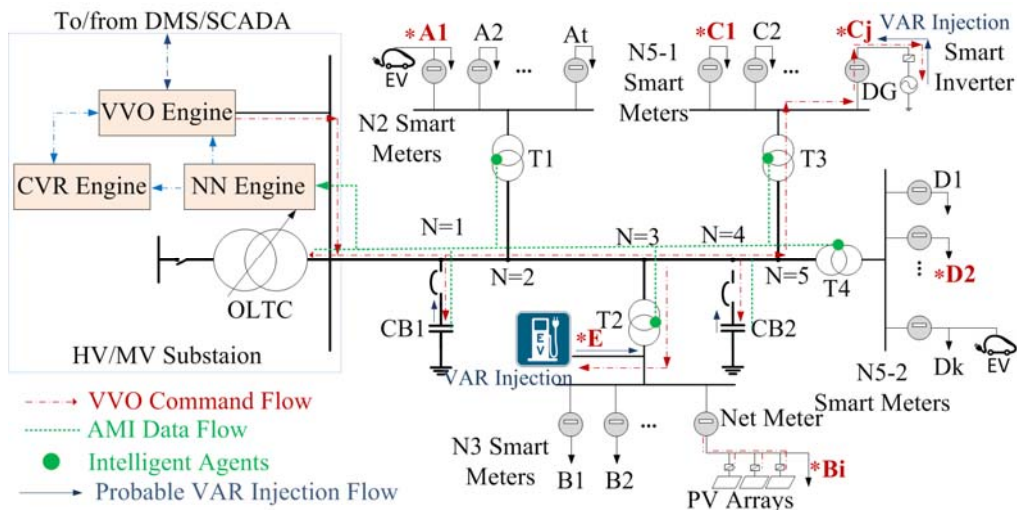 To/from DMS/SCADA
VVO Engine
CVR Engine
NN Engine
OLTC
HV/MV Substaion
*A1
A2
At
...
EV
N2 Smart
Meters
T1
N5-1
Smart
Meters
*C1
C2
...
*Cj
VAR Injection
Smart
Inverter
DG
T3
N=1
N=2
N=3
N=4
N=5
T4
CB1
T2
CB2
EV
*E
VAR Injection
D1
...
*D2
Dk
EV
N5-2
Smart Meters
N3 Smart
Meters
B1
B2
...
Net Meter
*Bi
PV Arrays
VVO Command Flow
AMI Data Flow
Intelligent Agents
Probable VAR Injection Flow